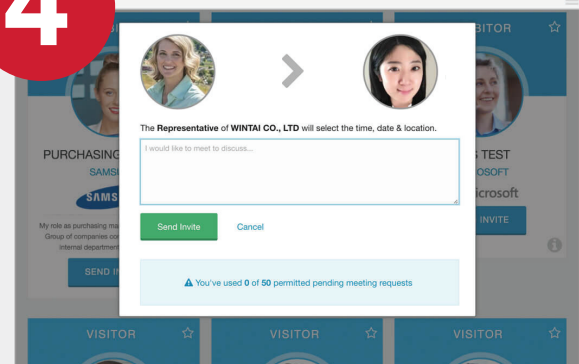 4
VISITOR
The Representative of WINTAI CO., LTD will select the time, date & location.
I would like to meet to discuss...
Send Invite
Cancel
You've used 0 of 50 permitted pending meeting requests
PURCHASING
SAMS
SAMS
My role as purchasing ma
Group of companies
internal department
SEND IN
TEST
OSOFT
icrosoft
INVITE
VISITOR
VISITOR
VISITOR